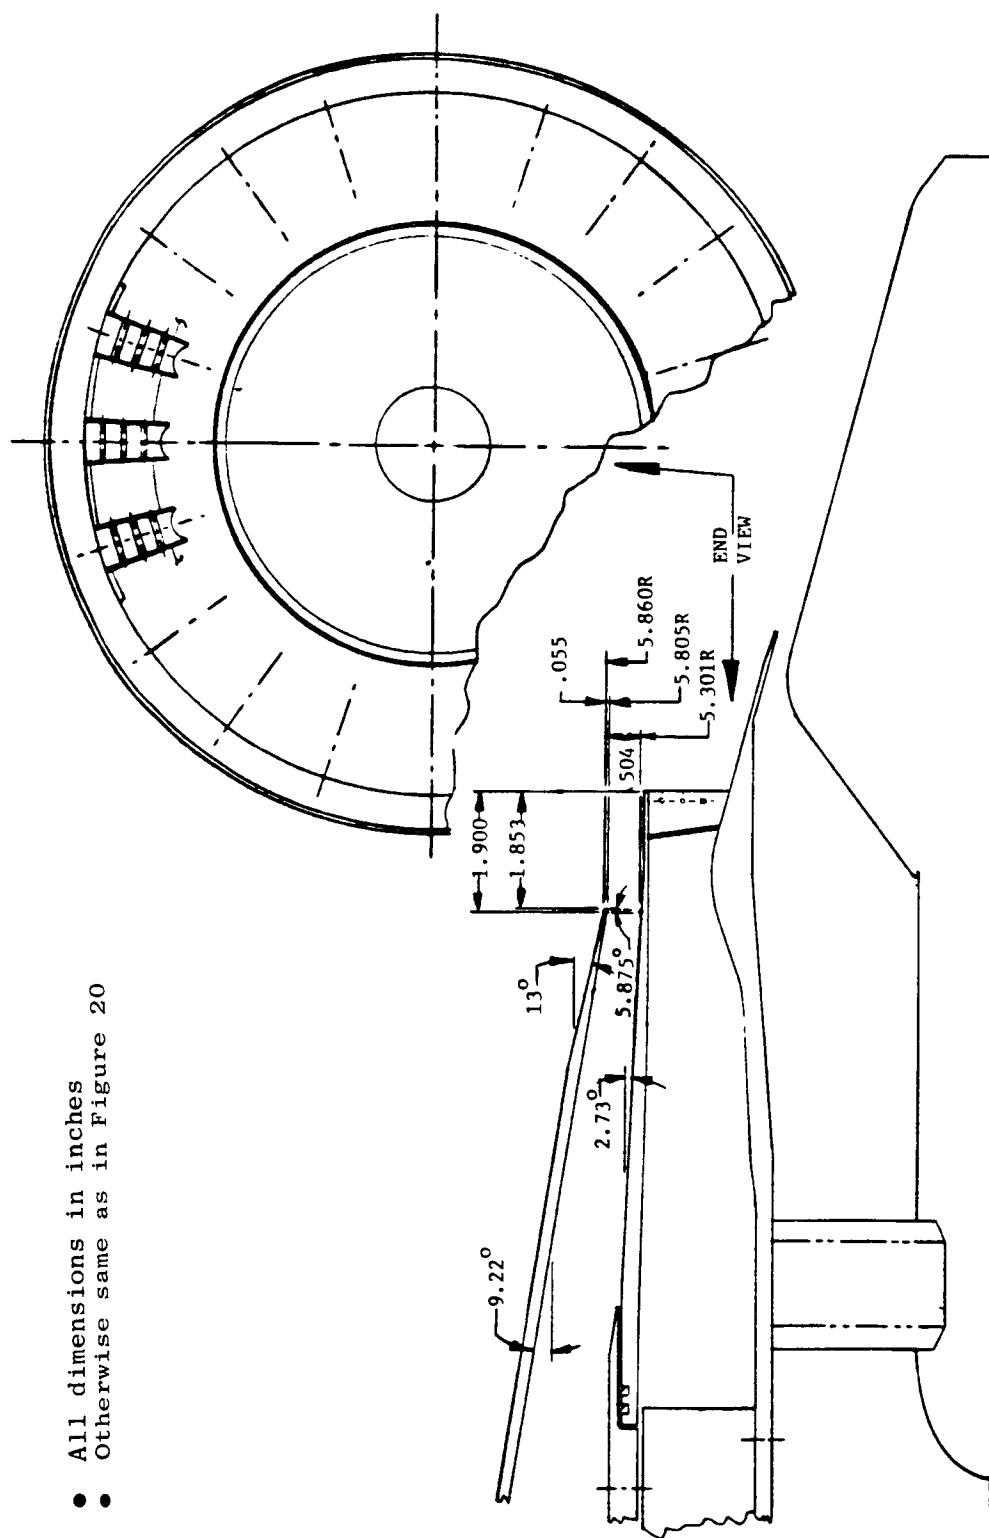 ● All dimensions in inches
● Otherwise same as in Figure 20
END
VIEW
.055
5.860R
5.805R
5.301R
.504
1.900
1.853
13°
5.875°
2.73°
9.22°